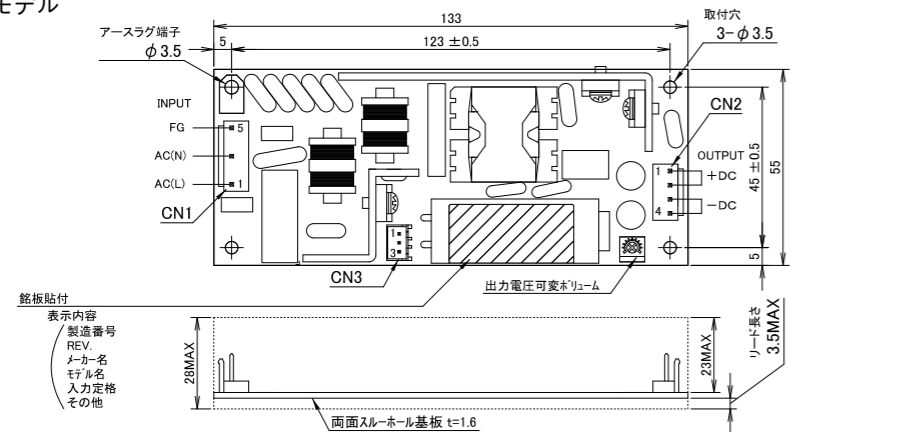 モデル
133
取付穴
アースラグ端子
5
123 ±0.5
3-φ3.5
φ3.5
INPUT
CN2
FG
5
1
OUTPUT
AC(N)
+DC
45 ±0.5
55
AC(L)
1
4
-DC
CN1
1
3
5
CN3
出力電圧可変ボリューム
銘板貼付
表示内容
製造番号
REV.
メーカー名
モデル名
入力定格
その他
28MAX
23MAX
リード長さ
3.5MAX
両面スルーホール基板 t=1.6